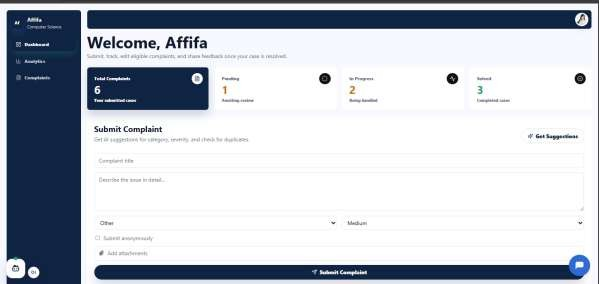 Affifa
Computer Science
Dashboard
Analytics
Complaints
Welcome, Affifa
Submit, track, edit eligible complaints, and share feedback once your case is resolved.
Total Complaints
6
Your submitted cases
Pending
1
Awaiting review
In Progress
2
Being handled
Solved
3
Completed cases
Submit Complaint
Get AI suggestions for category, severity, and check for duplicates.
Get Suggestions
Complaint title
Describe the issue in detail...
Other
Medium
Submit anonymously
Add attachments
Submit Complaint